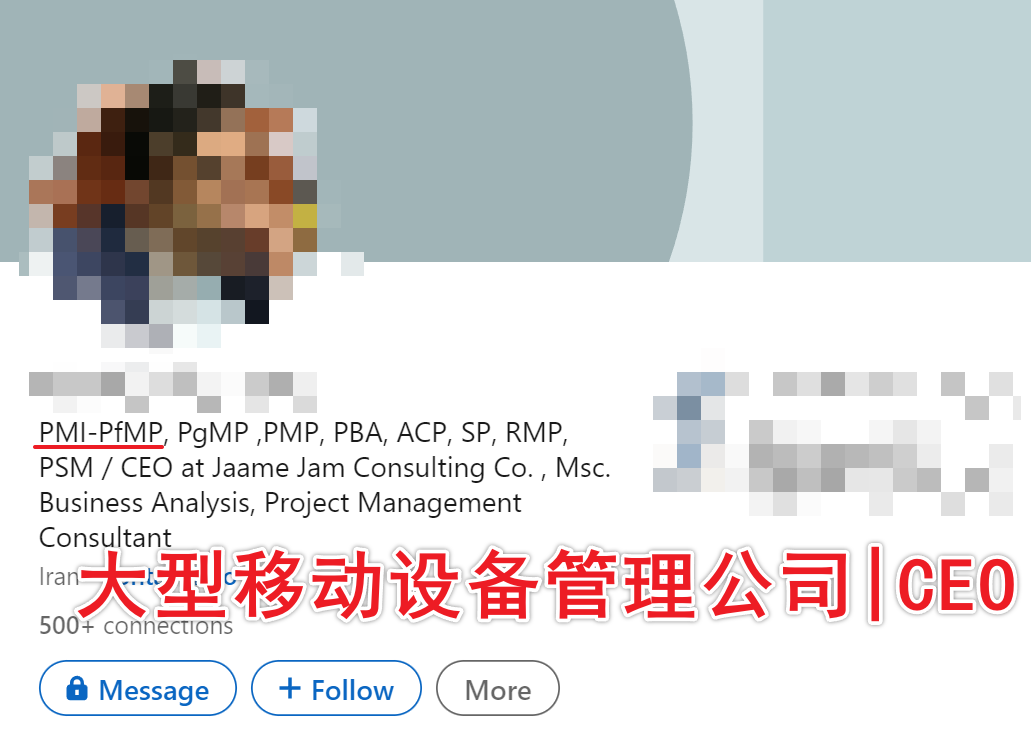 PMI-PfMP, PgMP ,PMP, PBA, ACP, SP, RMP,
PSM / CEO at Jaame Jam Consulting Co. , Msc.
Business Analysis, Project Management
Consultant
大型移动设备管理公司|CEO
Iran
500+ connections
Message
Follow
More